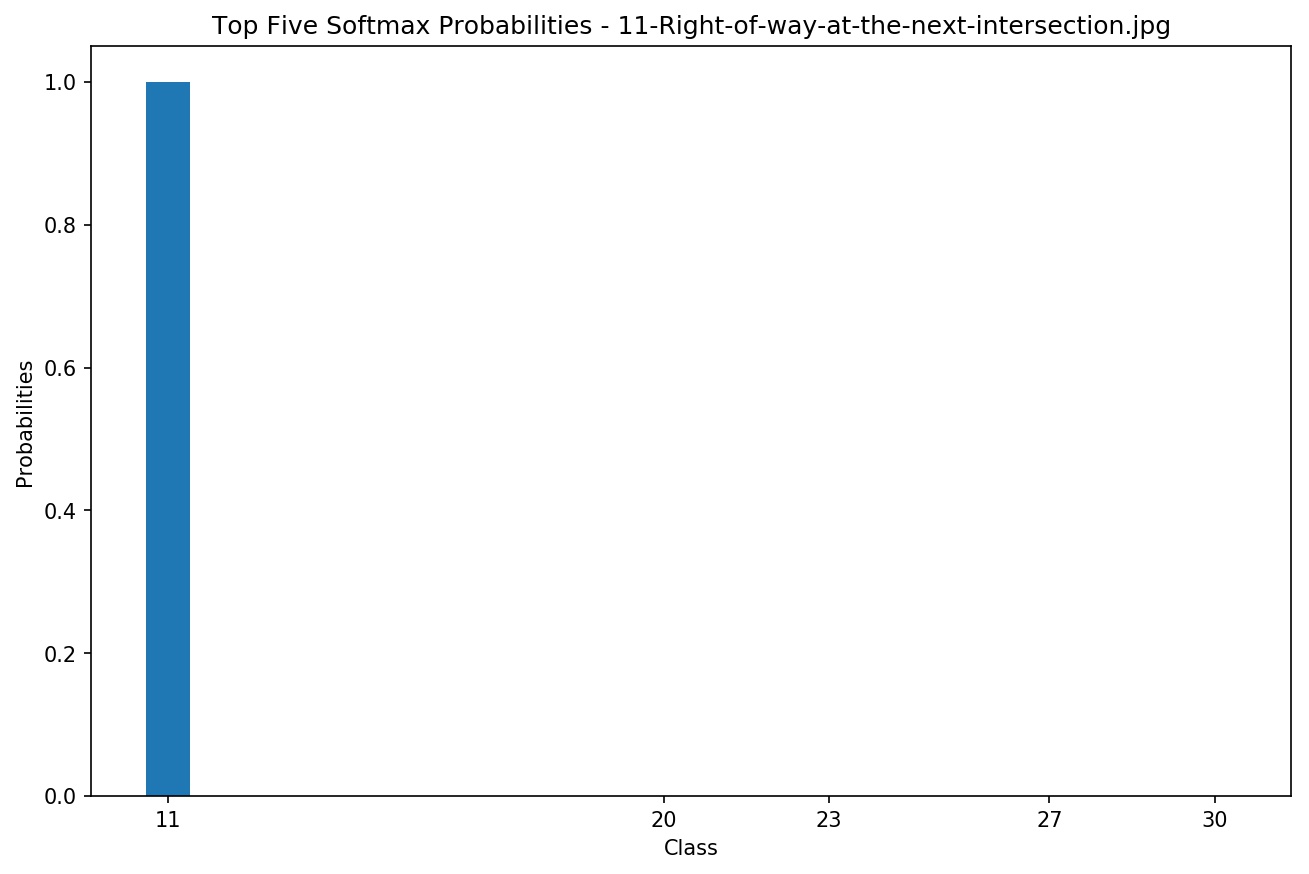 Top Five Softmax Probabilities - 11-Right-of-way-at-the-next-intersection.jpg
1.0
0.8
0.6
0.4
0.2
0.0
Probabilities
11 20 23 27 30
Class